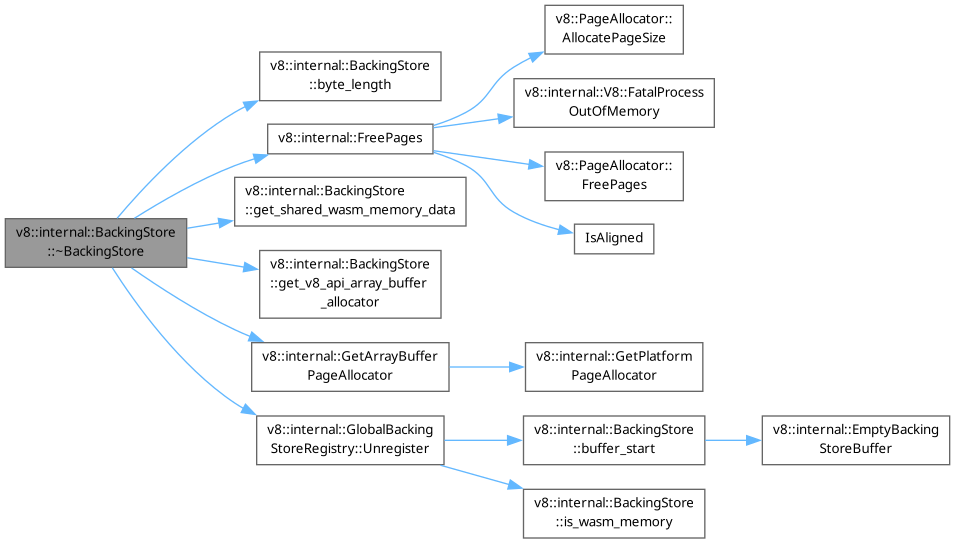 v8::internal::BackingStore
::~BackingStore
v8::internal::BackingStore
::byte_length
v8::internal::FreePages
v8::PageAllocator::
AllocatePageSize
v8::internal::V8::FatalProcess
OutOfMemory
v8::PageAllocator::
FreePages
IsAligned
v8::internal::BackingStore
::get_shared_wasm_memory_data
v8::internal::BackingStore
::get_v8_api_array_buffer
_allocator
v8::internal::GetArrayBuffer
PageAllocator
v8::internal::GetPlatform
PageAllocator
v8::internal::GlobalBacking
StoreRegistry::Unregister
v8::internal::BackingStore
::buffer_start
v8::internal::EmptyBacking
StoreBuffer
v8::internal::BackingStore
::is_wasm_memory